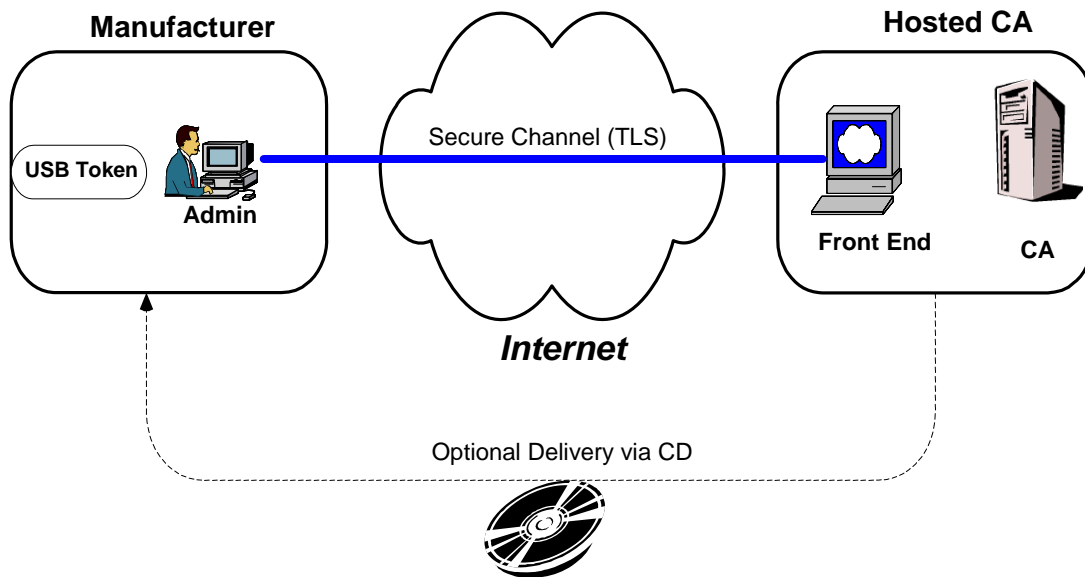 Manufacturer
Hosted CA
Secure Channel (TLS)
USB Token
Admin
Front End
CA
Internet
Optional Delivery via CD